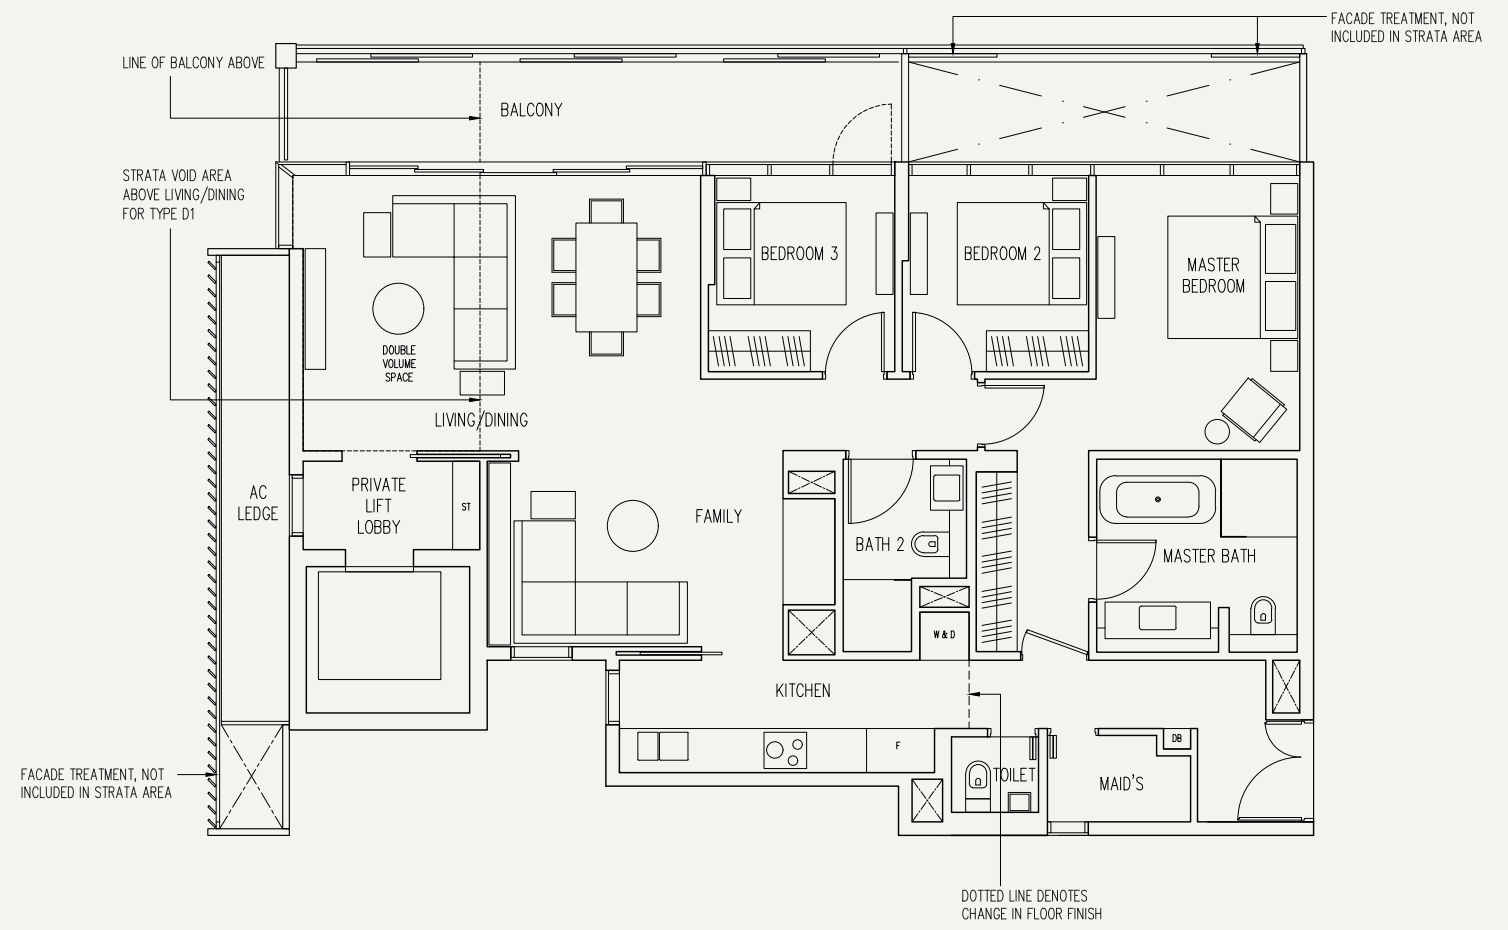 FACADE TREATMENT, NOT
INCLUDED IN STRATA AREA
LINE OF BALCONY ABOVE
BALCONY
STRATA VOID AREA
ABOVE LIVING/DINING
FOR TYPE D1
BEDROOM 3
BEDROOM 2
MASTER
BEDROOM
DOUBLE
VOLUME
SPACE
LIVING/DINING
AC
LEDGE
PRIVATE
LIFT
LOBBY
ST
FAMILY
BATH 2
MASTER BATH
W & D
KITCHEN
F
DB
TOILET
MAID'S
FACADE TREATMENT, NOT
INCLUDED IN STRATA AREA
DOTTED LINE DENOTES
CHANGE IN FLOOR FINISH